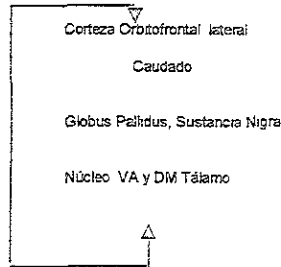 Corteza Orbitofrontal lateral
Caudado
Globus Pallidus, Sustancia Nigra
Núcleo VA y DM Tálamo